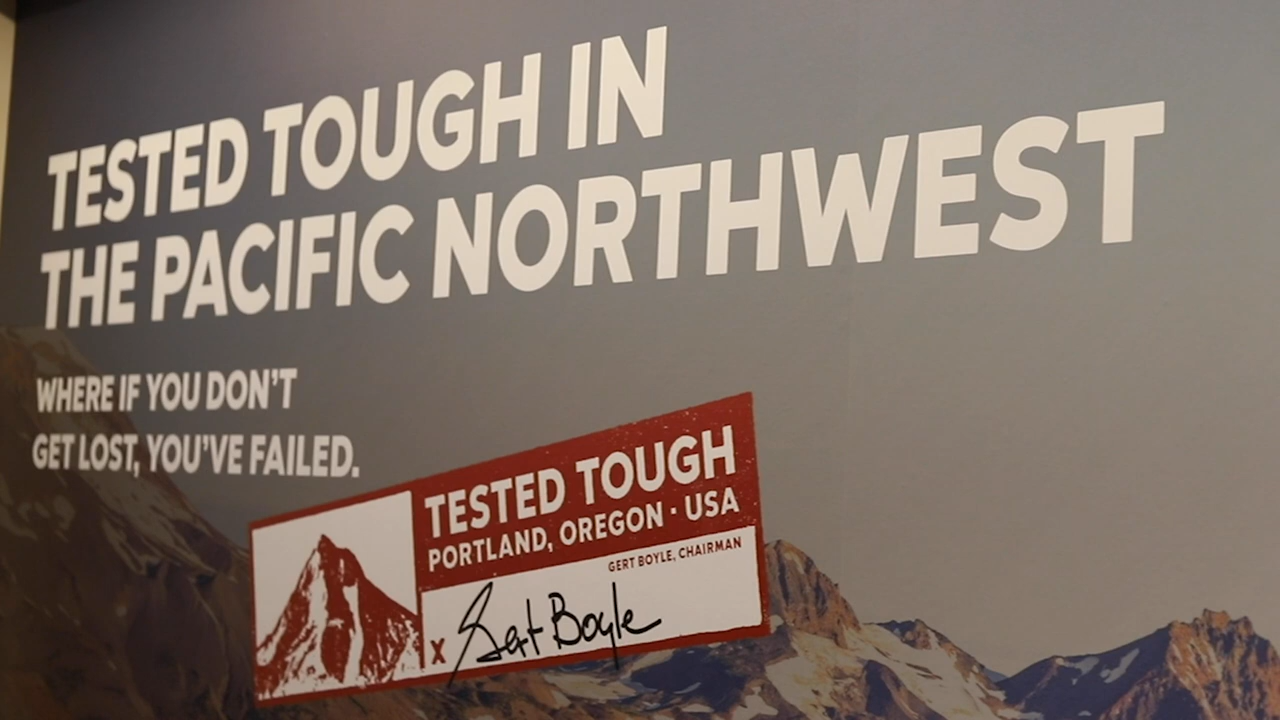 TESTED TOUGH IN
THE PACIFIC NORTHWEST
WHERE IF YOU DON'T
GET LOST, YOU'VE FAILED.
TESTED TOUGH
PORTLAND, OREGON · USA
GERT BOYLE, CHAIRMAN
x Gert Boyle